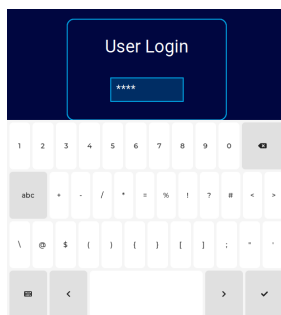 User Login
****
1 2 3 4 5 6 7 8 9 0
abc + - / * = % ! ? # < >
\ @ $ ( ) { } [ ] ; " '